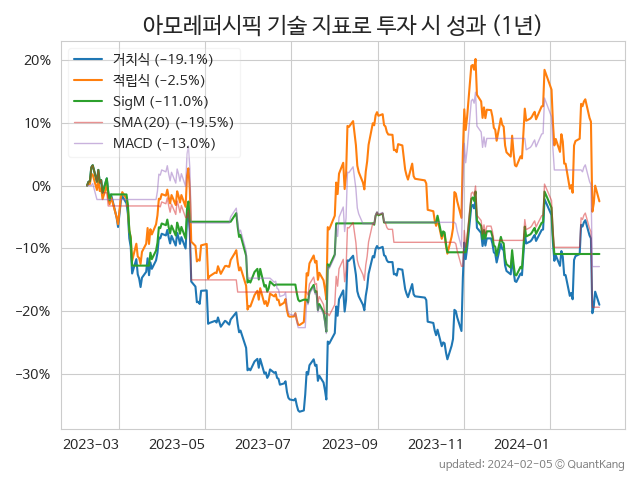 아모레퍼시픽 기술 지표로 투자 시 성과 (1년)
20%
10%
0%
−10%
−20%
−30%
거치식 (−19.1%)
적립식 (−2.5%)
SigM (−11.0%)
SMA(20) (−19.5%)
MACD (−13.0%)
2023−03
2023−05
2023−07
2023−09
2023−11
2024−01
updated: 2024−02−05 © QuantKang